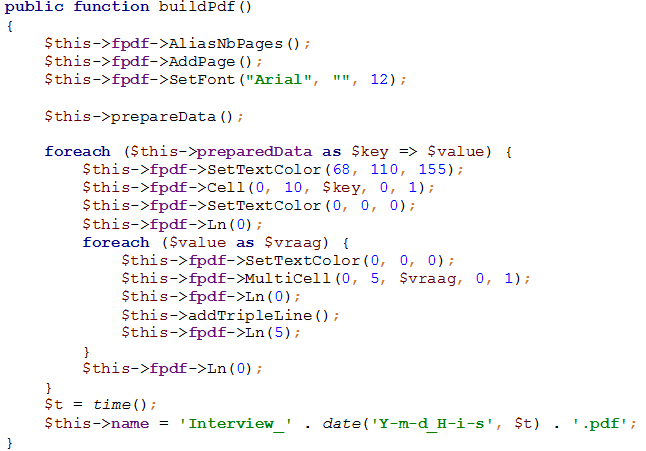 public function buildPdf()
{
    $this->fpdf->AliasNbPages();
    $this->fpdf->AddPage();
    $this->fpdf->SetFont("Arial", "", 12);

    $this->prepareData();

    foreach ($this->preparedData as $key => $value) {
        $this->fpdf->SetTextColor(68, 110, 155);
        $this->fpdf->Cell(0, 10, $key, 0, 1);
        $this->fpdf->SetTextColor(0, 0, 0);
        $this->fpdf->Ln(0);
        foreach ($value as $vraag) {
            $this->fpdf->SetTextColor(0, 0, 0);
            $this->fpdf->MultiCell(0, 5, $vraag, 0, 1);
            $this->fpdf->Ln(0);
            $this->addTripleLine();
            $this->fpdf->Ln(5);
        }
        $this->fpdf->Ln(0);
    }
    $t = time();
    $this->name = 'Interview_' . date('Y-m-d_H-i-s', $t) . '.pdf';
}